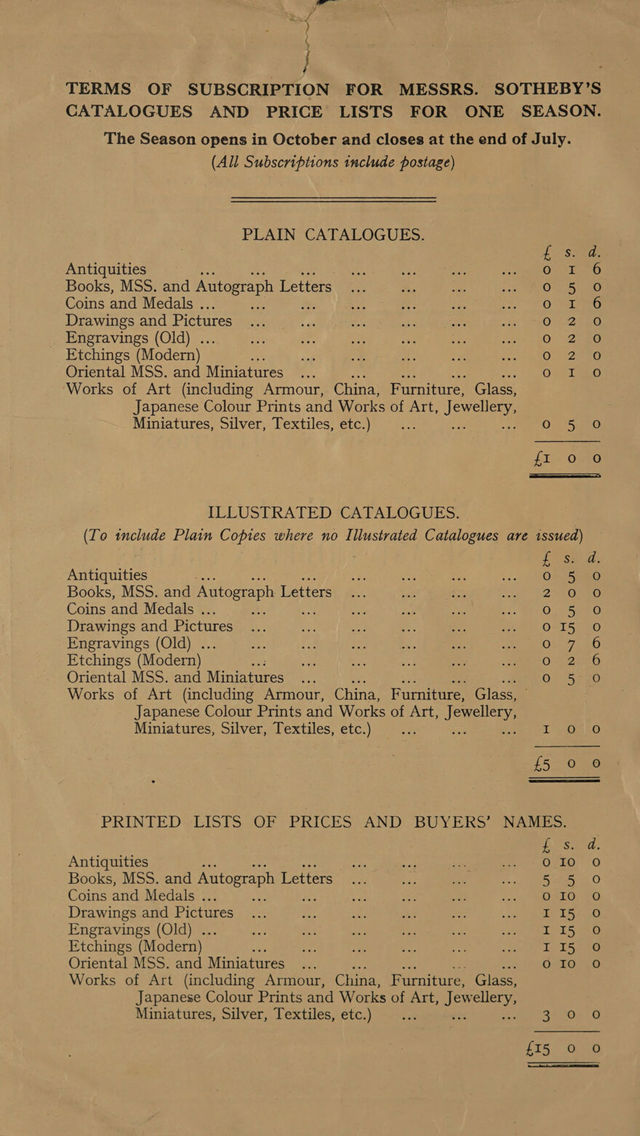 TERMS OF SUBSCRIPTION FOR MESSRS. SOTHEBY'S
CATALOGUES AND PRICE LISTS FOR ONE SEASON.
The Season opens in October and closes at the end of July.
(All Subscriptions include postage)
PLAIN CATALOGUES.
£ s. d.
Antiquities ... ... ... ... ... ... ... 0 1 6
Books, MSS. and Autograph Letters ... ... ... ... 0 5 0
Coins and Medals ... ... ... ... ... ... ... 0 1 6
Drawings and Pictures ... ... ... ... ... ... 0 2 0
Engravings (Old) ... ... ... ... ... ... ... 0 2 0
Etchings (Modern) ... ... ... ... ... ... 0 2 0
Oriental MSS. and Miniatures ... ... ... ... ... 0 1 0
Works of Art (including Armour, China, Furniture, Glass,
Japanese Colour Prints and Works of Art, Jewellery,
Miniatures, Silver, Textiles, etc.) ... ... ... 0 5 0
£1 0 0
ILLUSTRATED CATALOGUES.
(To include Plain Copies where no Illustrated Catalogues are issued)
£ s. d.
Antiquities ... ... ... ... ... ... ... 0 5 0
Books, MSS. and Autograph Letters ... ... ... ... 2 0 0
Coins and Medals ... ... ... ... ... ... ... 0 5 0
Drawings and Pictures ... ... ... ... ... ... 0 15 0
Engravings (Old) ... ... ... ... ... ... ... 0 7 6
Etchings (Modern) ... ... ... ... ... ... 0 2 6
Oriental MSS. and Miniatures ... ... ... ... ... 0 5 0
Works of Art (including Armour, China, Furniture, Glass,
Japanese Colour Prints and Works of Art, Jewellery,
Miniatures, Silver, Textiles, etc.) ... ... ... 1 0 0
£5 0 0
PRINTED LISTS OF PRICES AND BUYERS' NAMES.
£ s. d.
Antiquities ... ... ... ... ... ... ... 0 10 0
Books, MSS. and Autograph Letters ... ... ... ... 5 5 0
Coins and Medals ... ... ... ... ... ... ... 0 10 0
Drawings and Pictures ... ... ... ... ... ... 1 15 0
Engravings (Old) ... ... ... ... ... ... ... 1 15 0
Etchings (Modern) ... ... ... ... ... ... 1 15 0
Oriental MSS. and Miniatures ... ... ... ... ... 0 10 0
Works of Art (including Armour, China, Furniture, Glass,
Japanese Colour Prints and Works of Art, Jewellery,
Miniatures, Silver, Textiles, etc.) ... ... ... 3 0 0
£15 0 0